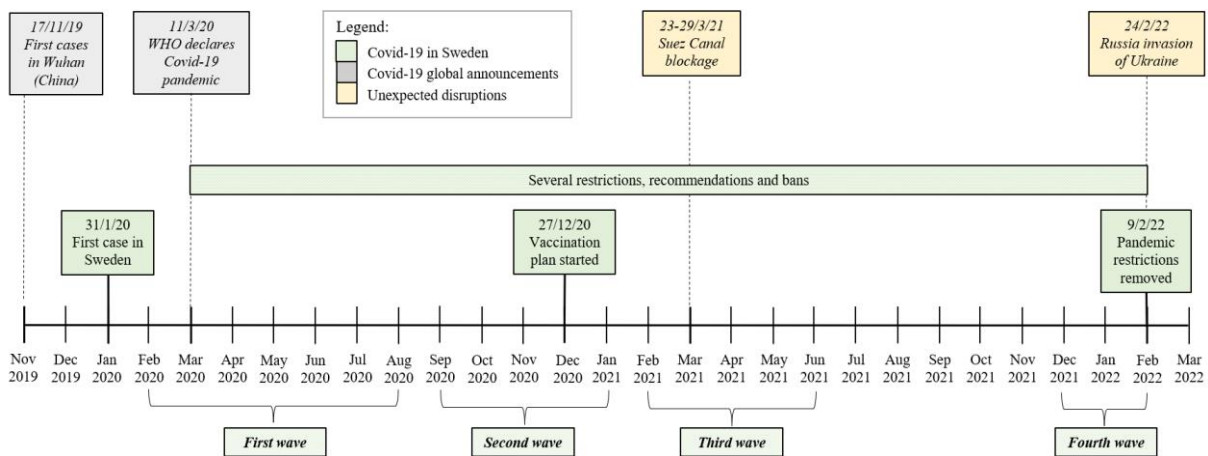 17/11/19
First cases
in Wuhan
(China)
11/3/20
WHO declares
Covid-19
pandemic
Legend:
Covid-19 in Sweden
Covid-19 global announcements
Unexpected disruptions
23-29/3/21
Suez Canal
blockage
24/2/22
Russia invasion
of Ukraine
Several restrictions, recommendations and bans
31/1/20
First case in
Sweden
27/12/20
Vaccination
plan started
9/2/22
Pandemic
restrictions
removed
Nov Dec Jan Feb Mar Apr May Jun Jul Aug Sep Oct Nov Dec Jan Feb Mar Apr May Jun Jul Aug Sep Oct Nov Dec Jan Feb Mar
2019 2019 2020 2020 2020 2020 2020 2020 2020 2020 2020 2020 2020 2020 2021 2021 2021 2021 2021 2021 2021 2021 2021 2021 2021 2021 2022 2022 2022
First wave
Second wave
Third wave
Fourth wave